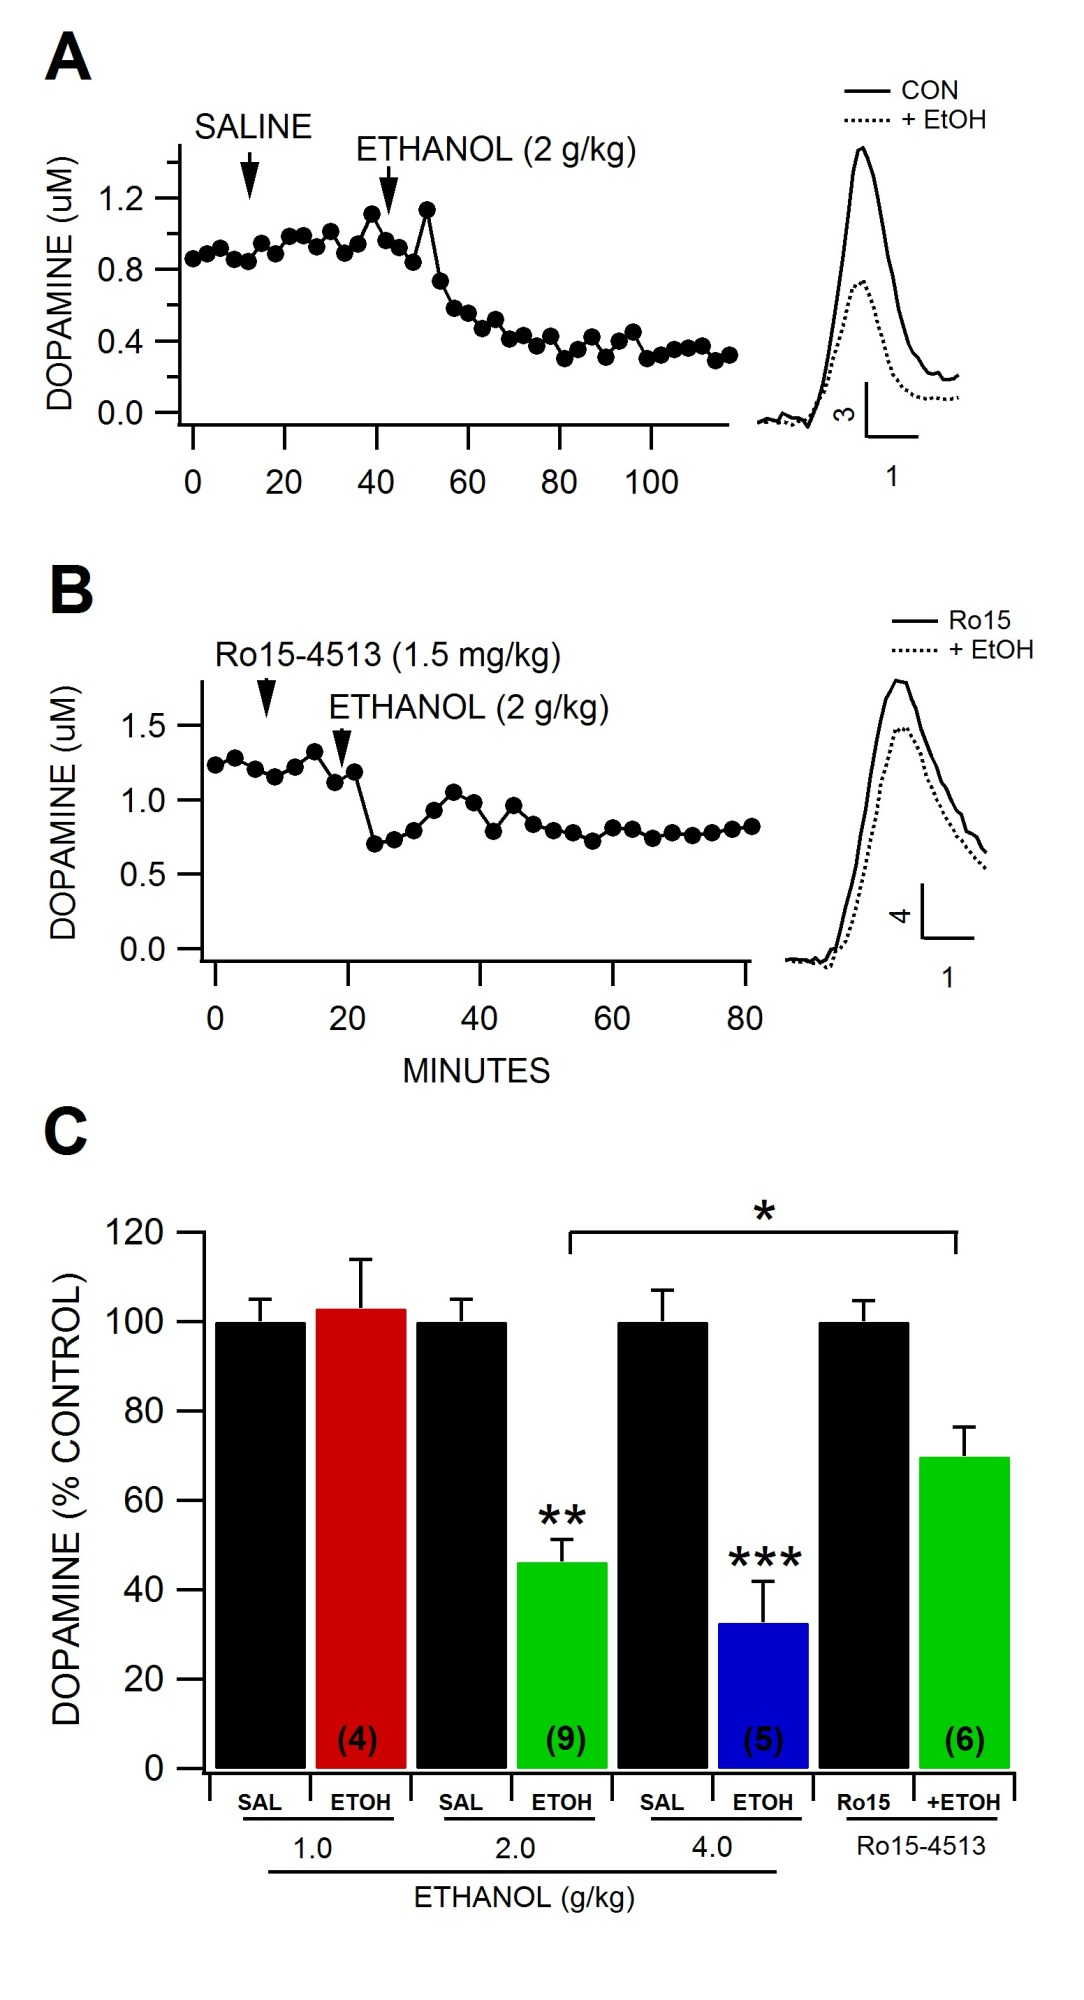 A
CON
+ EtOH
SALINE
ETHANOL (2 g/kg)
DOPAMINE (uM)
1.2
0.8
0.4
0.0
0 20 40 60 80 100
3
1
B
Ro15
+ EtOH
Ro15-4513 (1.5 mg/kg)
ETHANOL (2 g/kg)
DOPAMINE (uM)
1.5
1.0
0.5
0.0
0 20 40 60 80
MINUTES
4
1
C
DOPAMINE (% CONTROL)
120
100
80
60
40
20
0
*
**
***
(4) (9) (5) (6)
SAL ETOH SAL ETOH SAL ETOH Ro15 +ETOH
1.0 2.0 4.0 Ro15-4513
ETHANOL (g/kg)